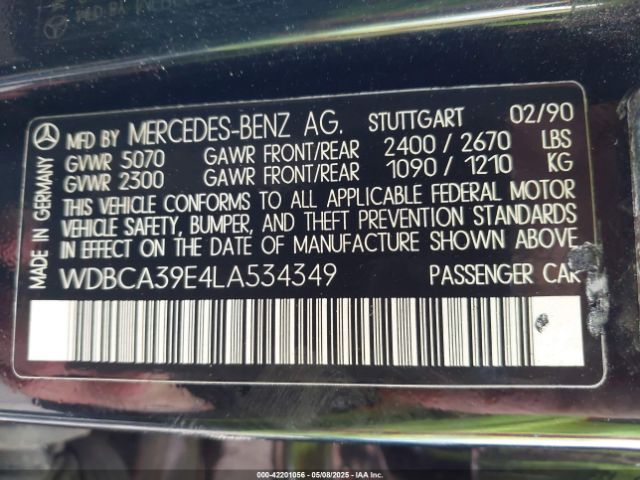 MADE IN GERMANY
MFD BY MERCEDES-BENZ AG. STUTTGART 02/90
GVWR 5070 GAWR FRONT/REAR 2400 / 2670 LBS
GVWR 2300 GAWR FRONT/REAR 1090 / 1210 KG
THIS VEHICLE CONFORMS TO ALL APPLICABLE FEDERAL MOTOR
VEHICLE SAFETY, BUMPER, AND THEFT PREVENTION STANDARDS
IN EFFECT ON THE DATE OF MANUFACTURE SHOWN ABOVE.
WDBCA39E4LA534349 PASSENGER CAR
000-42201056 | 05/08/2025 | IAA Inc.